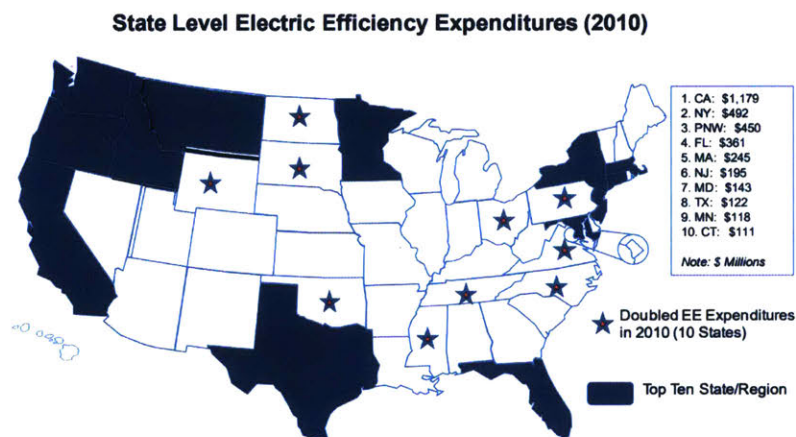 State Level Electric Efficiency Expenditures (2010)
1. CA: $1,179
2. NY: $492
3. PNW: $450
4. FL: $361
5. MA: $245
6. NJ: $195
7. MD: $143
8. TX: $122
9. MN: $118
10. CT: $111
Note: $ Millions
Doubled EE Expenditures
in 2010 (10 States)
Top Ten State/Region